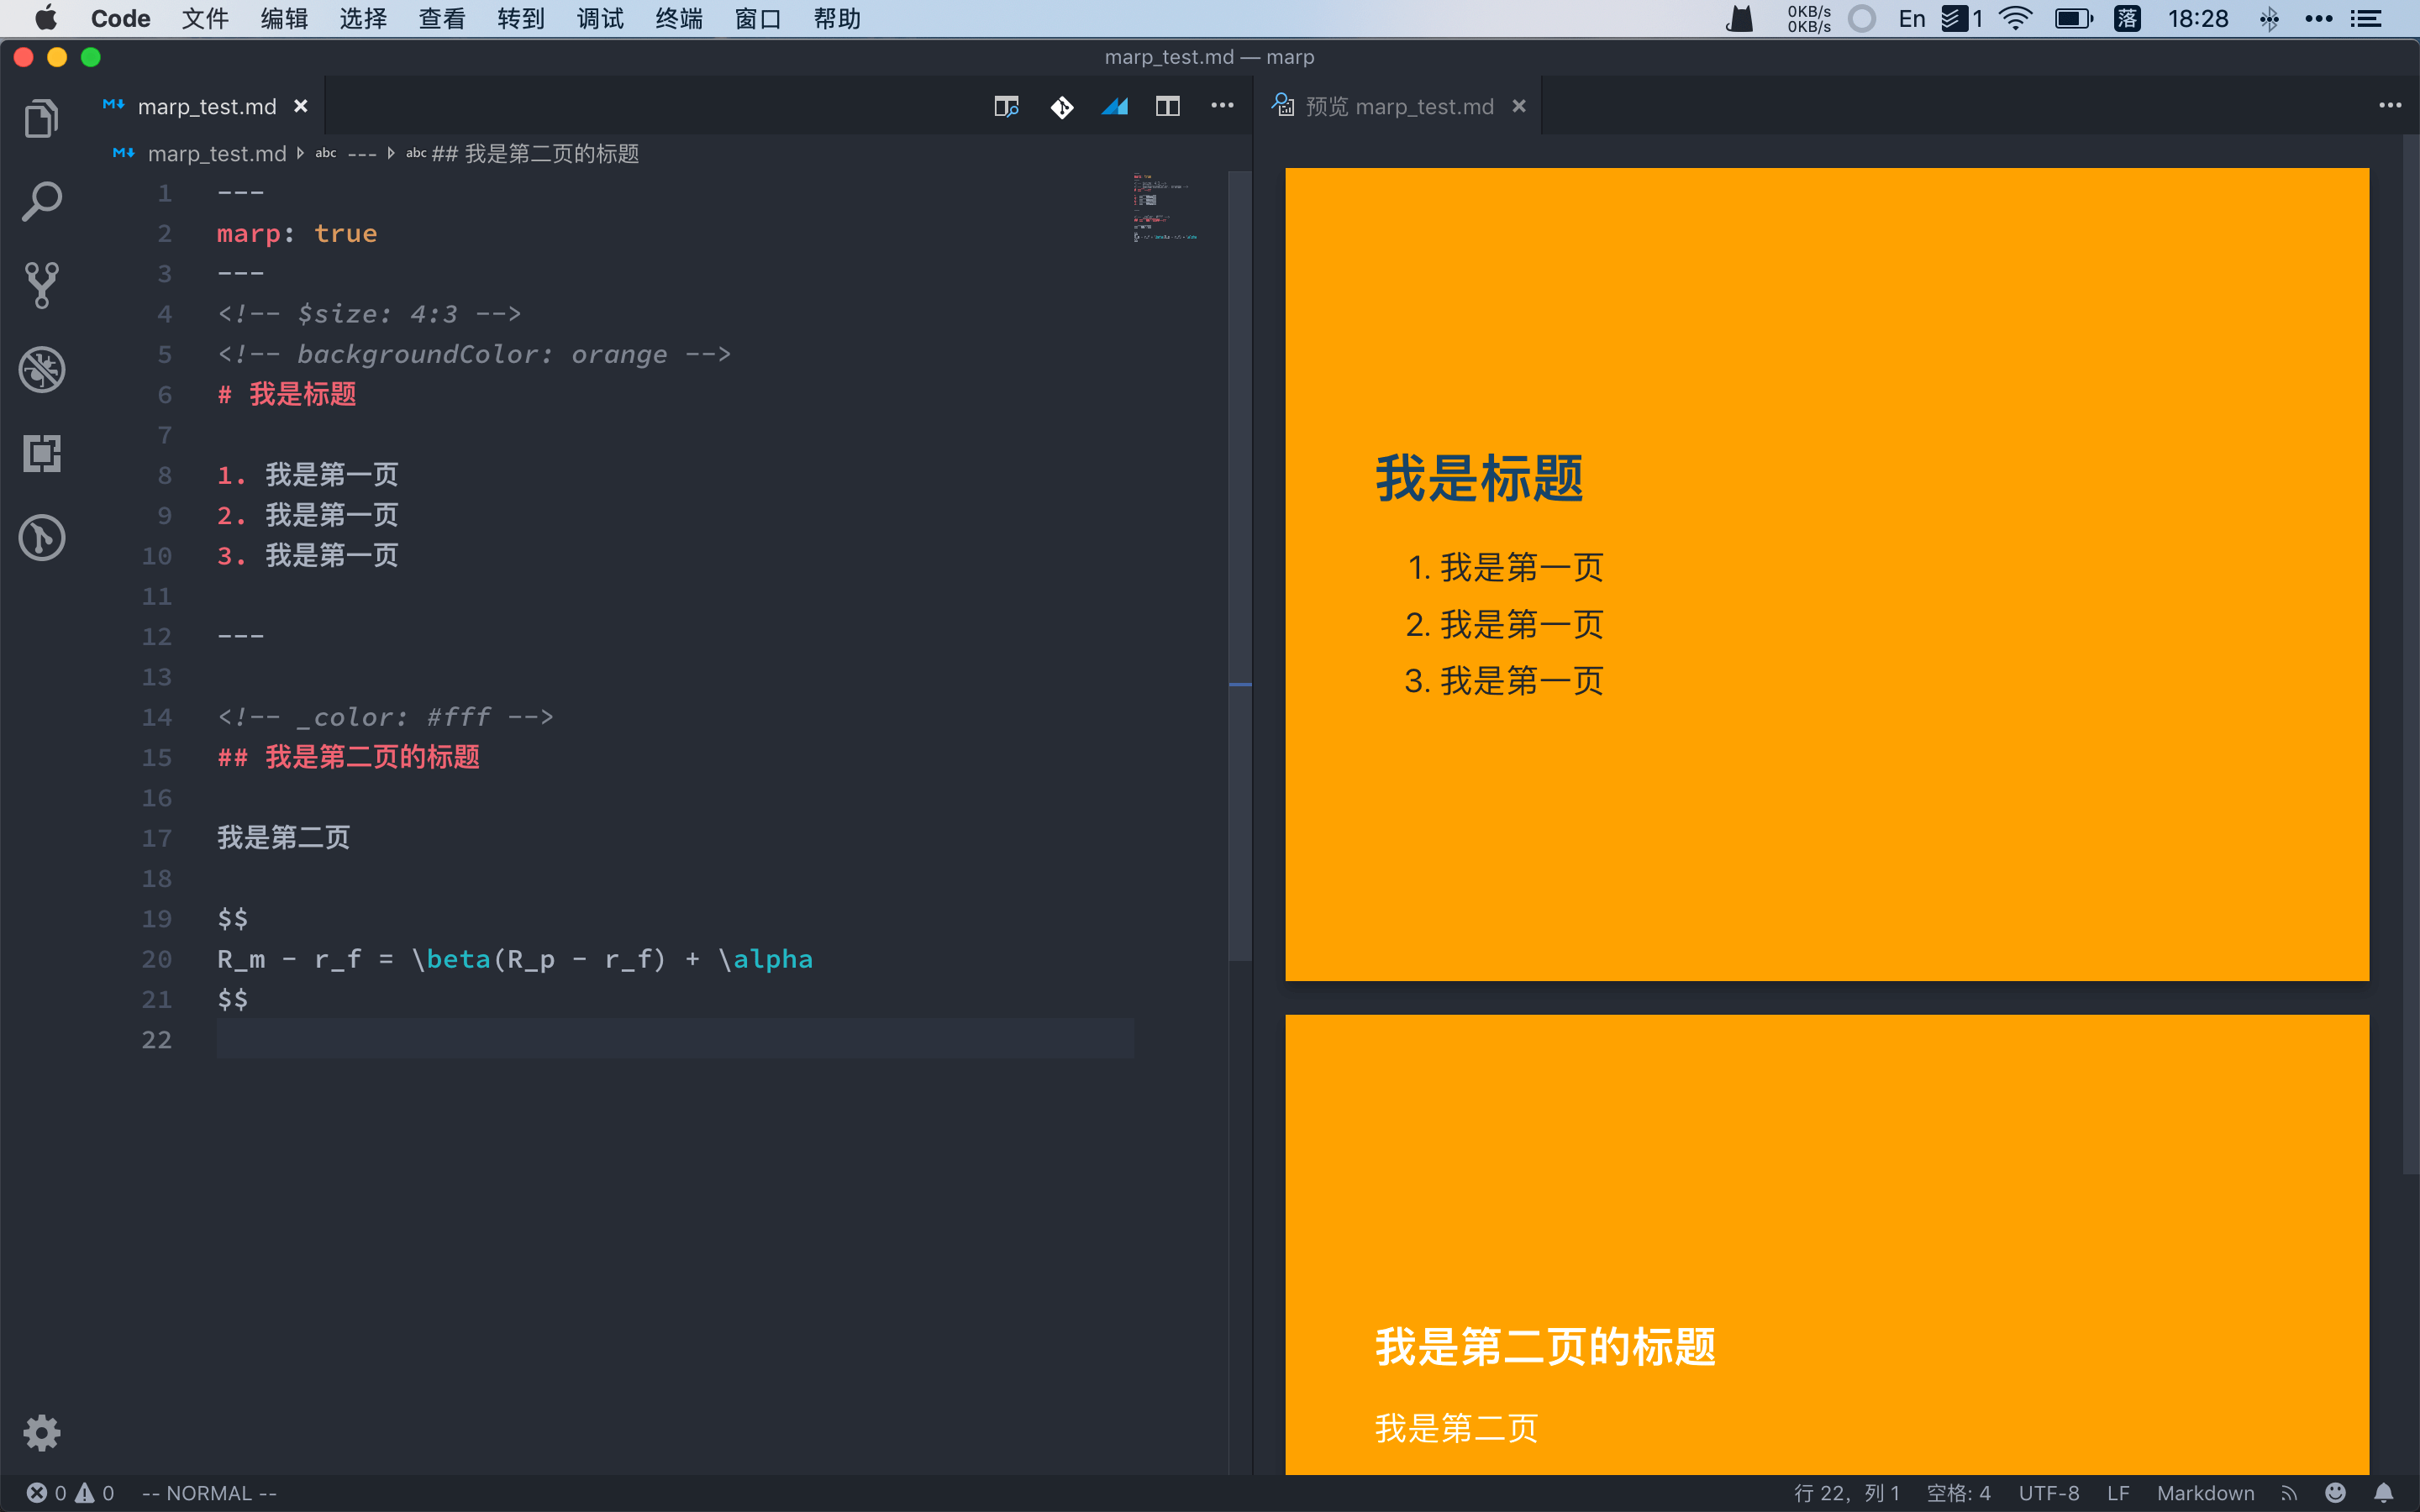 Code 文件 编辑 选择 查看 转到 调试 终端 窗口 帮助 0KB/s 0KB/s En 1 落 18:28
marp_test.md — marp
marp_test.md
预览 marp_test.md
marp_test.md abc --- abc ## 我是第二页的标题
1 ---
2 marp: true
3 ---
4 <!-- $size: 4:3 -->
5 <!-- backgroundColor: orange -->
6 # 我是标题
7
8 1. 我是第一页
9 2. 我是第一页
10 3. 我是第一页
11
12 ---
13
14 <!-- _color: #fff -->
15 ## 我是第二页的标题
16
17 我是第二页
18
19 $$
20 R_m - r_f = \beta(R_p - r_f) + \alpha
21 $$
22
我是标题
1. 我是第一页
2. 我是第一页
3. 我是第一页
我是第二页的标题
我是第二页
0 0 -- NORMAL -- 行 22，列 1 空格: 4 UTF-8 LF Markdown